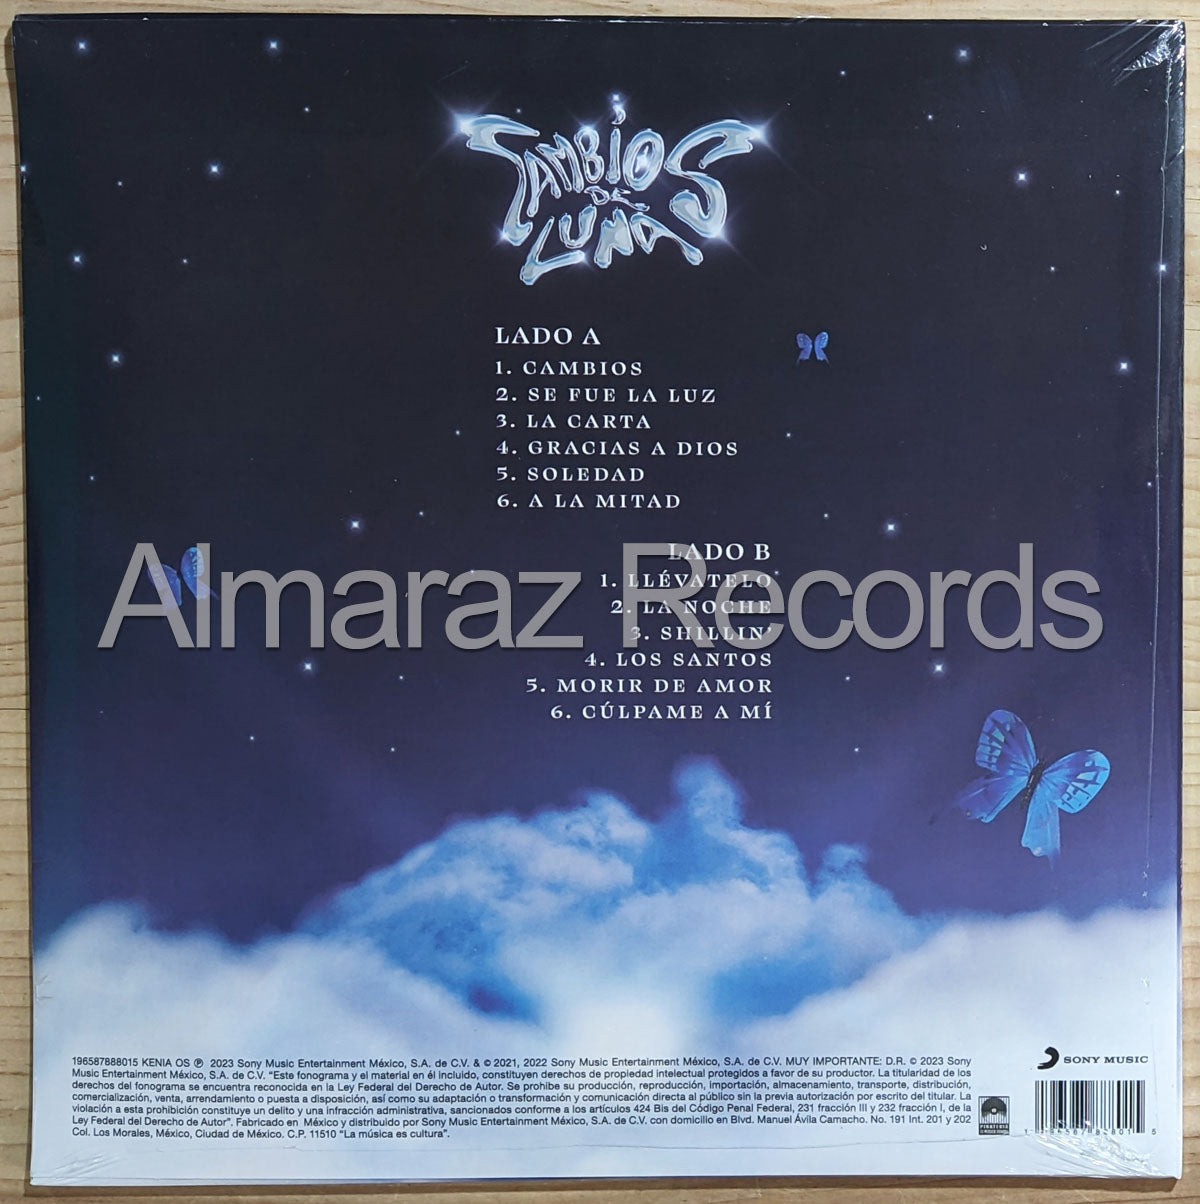 CAMBIOS
DE
LUNA
LADO A
1. CAMBIOS
2. SE FUE LA LUZ
3. LA CARTA
4. GRACIAS A DIOS
5. SOLEDAD
6. A LA MITAD
Almaraz Records
LADO B
1. LLÉVATELO
2. LA NOCHE
3. SHILLIN'
4. LOS SANTOS
5. MORIR DE AMOR
6. CÚLPAME A MÍ
196587888015 KENIA OS ℗ 2023 Sony Music Entertainment México, S.A. de C.V. & © 2021, 2022 Sony Music Entertainment México, S.A. de C.V. MUY IMPORTANTE: D.R. © 2023 Sony
Music Entertainment México, S.A. de C.V. "Este fonograma y el material en él incluido, constituyen derechos de propiedad intelectual protegidos a favor de su productor. La titularidad de los
derechos del fonograma se encuentra reconocida en la Ley Federal del Derecho de Autor. Se prohibe su producción, reproducción, importación, almacenamiento, transporte, distribución,
comercialización, venta, arrendamiento o puesta a disposición, así como su adaptación o transformación y comunicación directa al público sin la previa autorización por escrito del titular. La
violación a esta prohibición constituye un delito y una infracción administrativa, sancionados conforme a los artículos 424 Bis del Código Penal Federal, 231 fracción III y 232 fracción I, de la
Ley Federal del Derecho de Autor". Fabricado en México y distribuido por Sony Music Entertainment México, S.A. de C.V. con domicilio en Blvd. Manuel Ávila Camacho. No. 191 Int. 201 y 202
Col. Los Morales, México, Ciudad de México. C.P. 11510 "La música es cultura".
SONY MUSIC